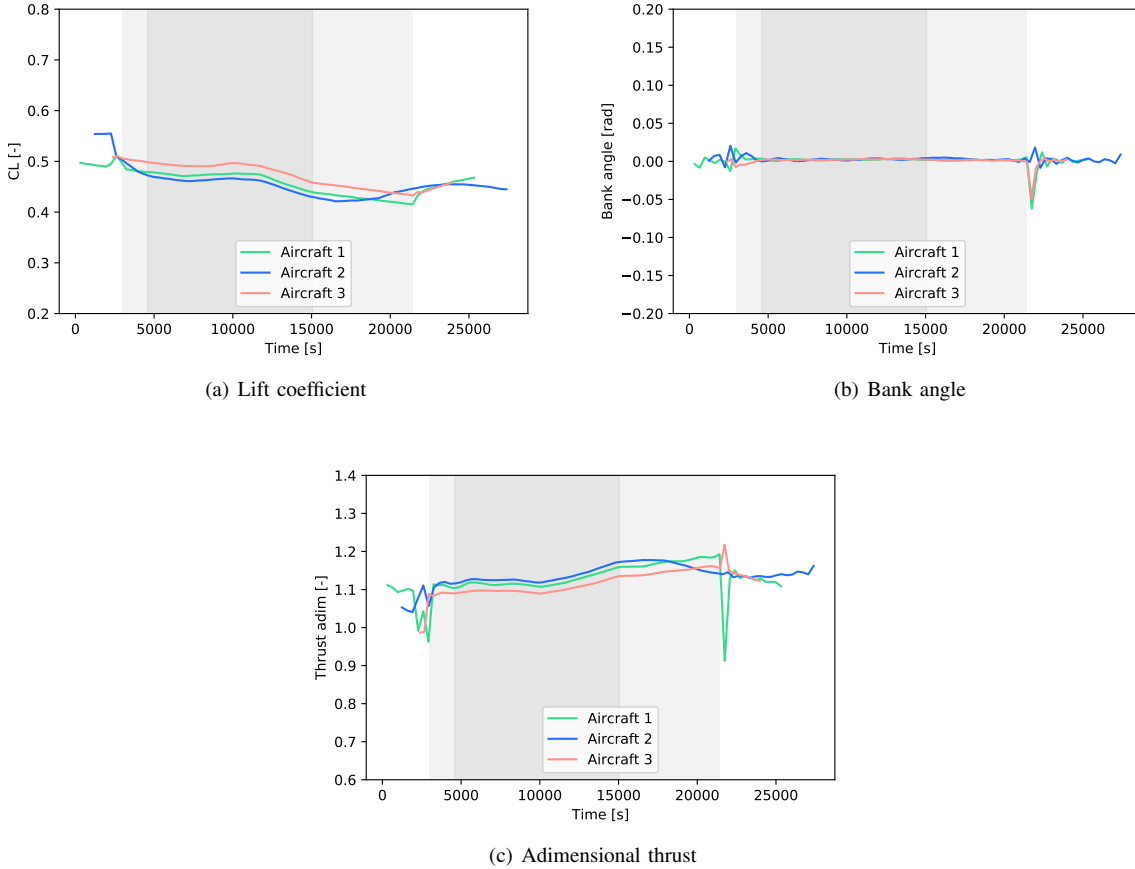 0.8
0.7
0.6
0.5
0.4
0.3
0.2
CL [-]
Aircraft 1
Aircraft 2
Aircraft 3
0 5000 10000 15000 20000 25000
Time [s]
(a) Lift coefficient
0.20
0.15
0.10
0.05
0.00
−0.05
−0.10
−0.15
−0.20
Bank angle [rad]
Aircraft 1
Aircraft 2
Aircraft 3
0 5000 10000 15000 20000 25000
Time [s]
(b) Bank angle
1.4
1.3
1.2
1.1
1.0
0.9
0.8
0.7
0.6
Thrust adim [-]
Aircraft 1
Aircraft 2
Aircraft 3
0 5000 10000 15000 20000 25000
Time [s]
(c) Adimensional thrust